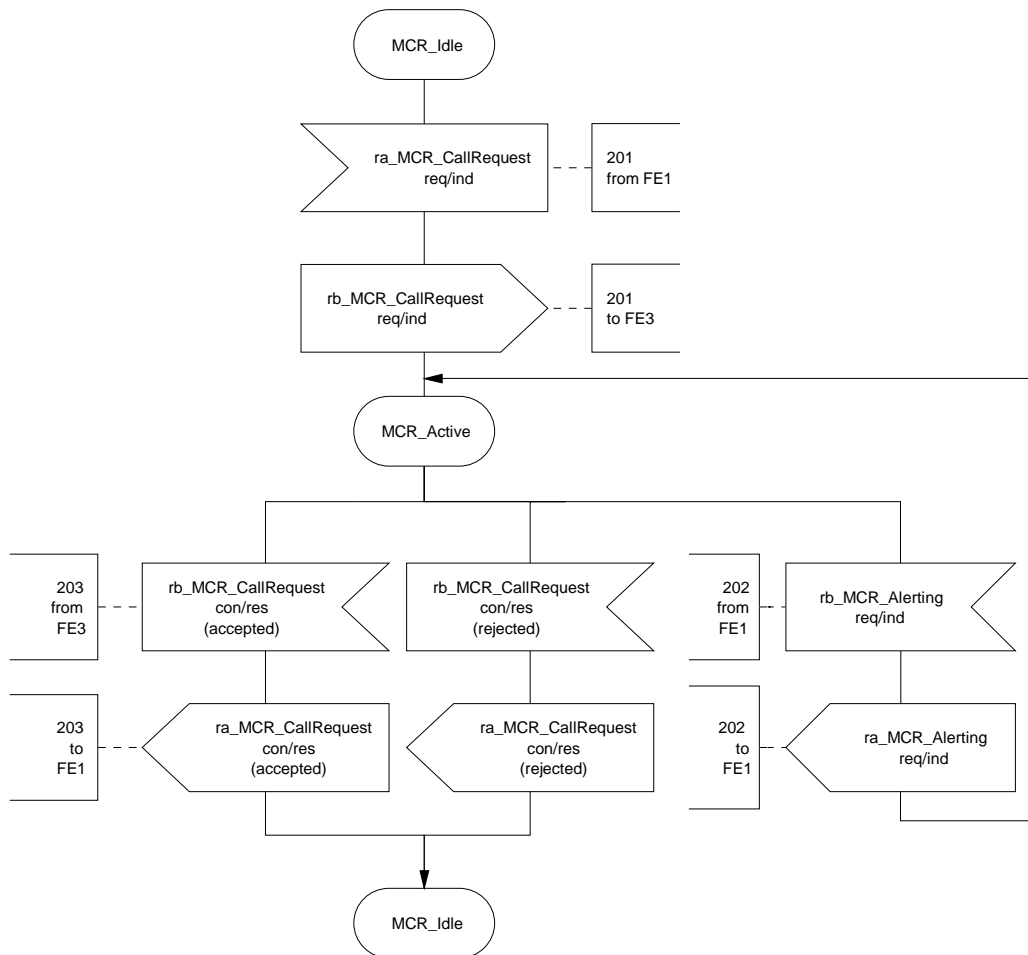 MCR_Idle
ra_MCR_CallRequest
req/ind
201
from FE1
rb_MCR_CallRequest
req/ind
201
to FE3
MCR_Active
203
from
FE3
rb_MCR_CallRequest
con/res
(accepted)
rb_MCR_CallRequest
con/res
(rejected)
202
from
FE1
rb_MCR_Alerting
req/ind
203
to
FE1
ra_MCR_CallRequest
con/res
(accepted)
ra_MCR_CallRequest
con/res
(rejected)
202
to
FE1
ra_MCR_Alerting
req/ind
MCR_Idle